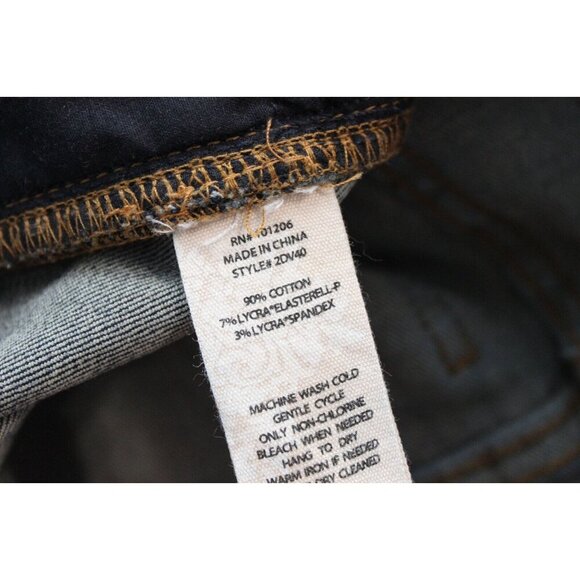 RN# 101206
MADE IN CHINA
STYLE# 2DV40
90% COTTON
7% LYCRA®ELASTERELL-P
3% LYCRA®SPANDEX
MACHINE WASH COLD
GENTLE CYCLE
ONLY NON-CHLORINE
BLEACH WHEN NEEDED
HANG TO DRY
WARM IRON IF NEEDED
DRY CLEANED